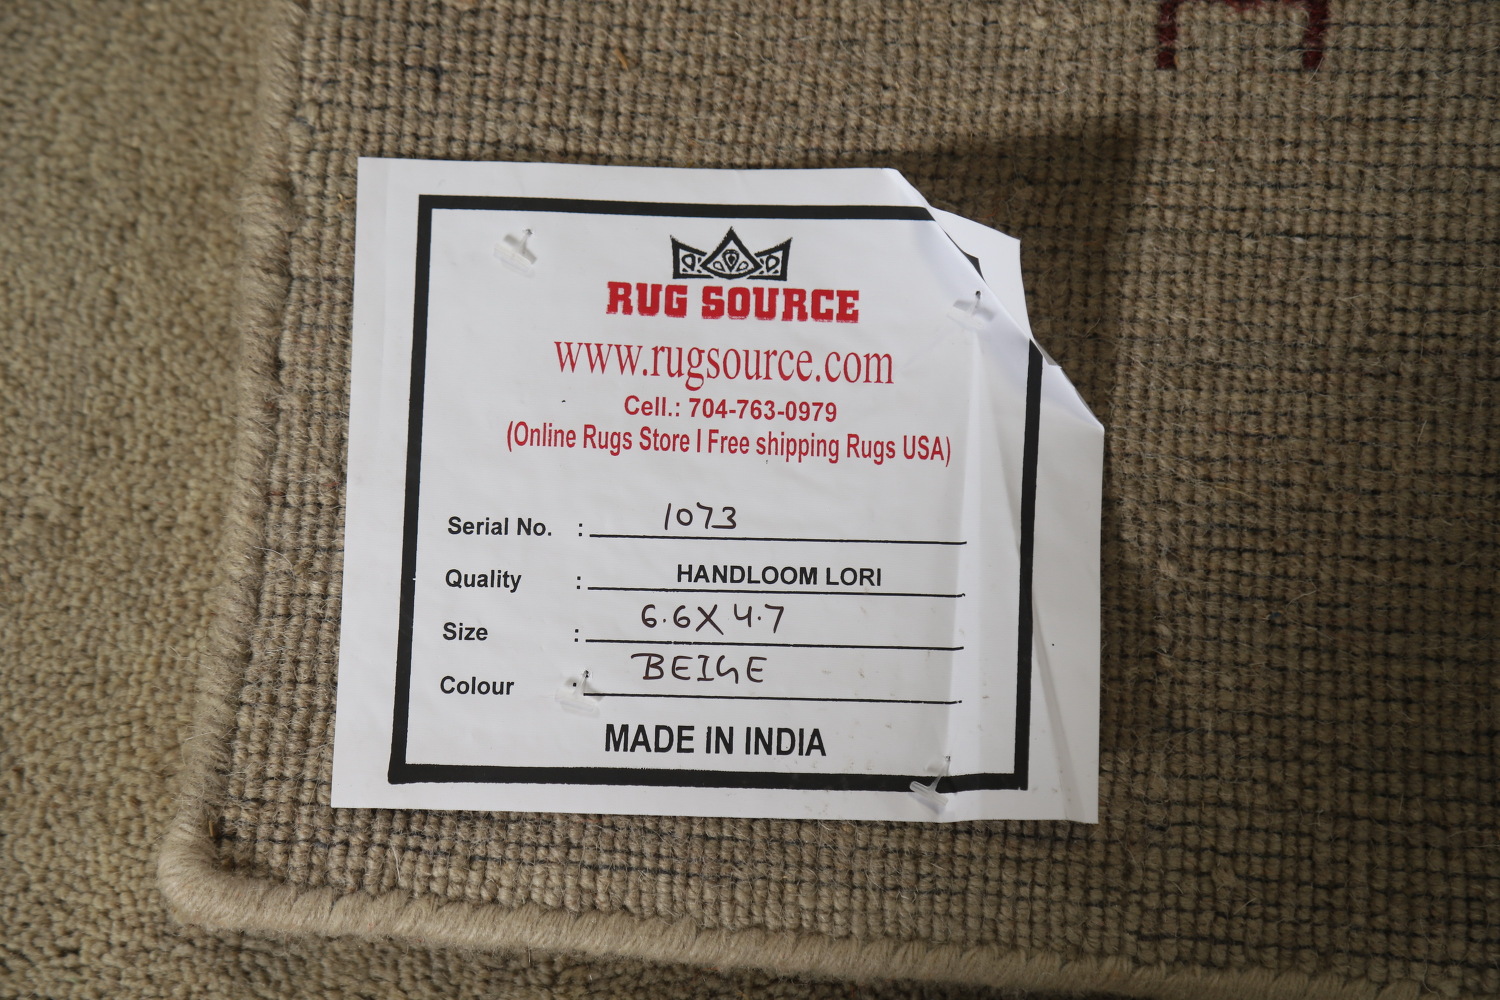 RUG SOURCE
www.rugsource.com
Cell.: 704-763-0979
(Online Rugs Store I Free shipping Rugs USA)
Serial No. : 1073
Quality : HANDLOOM LORI
Size : 6.6X4.7
Colour : BEIGE
MADE IN INDIA